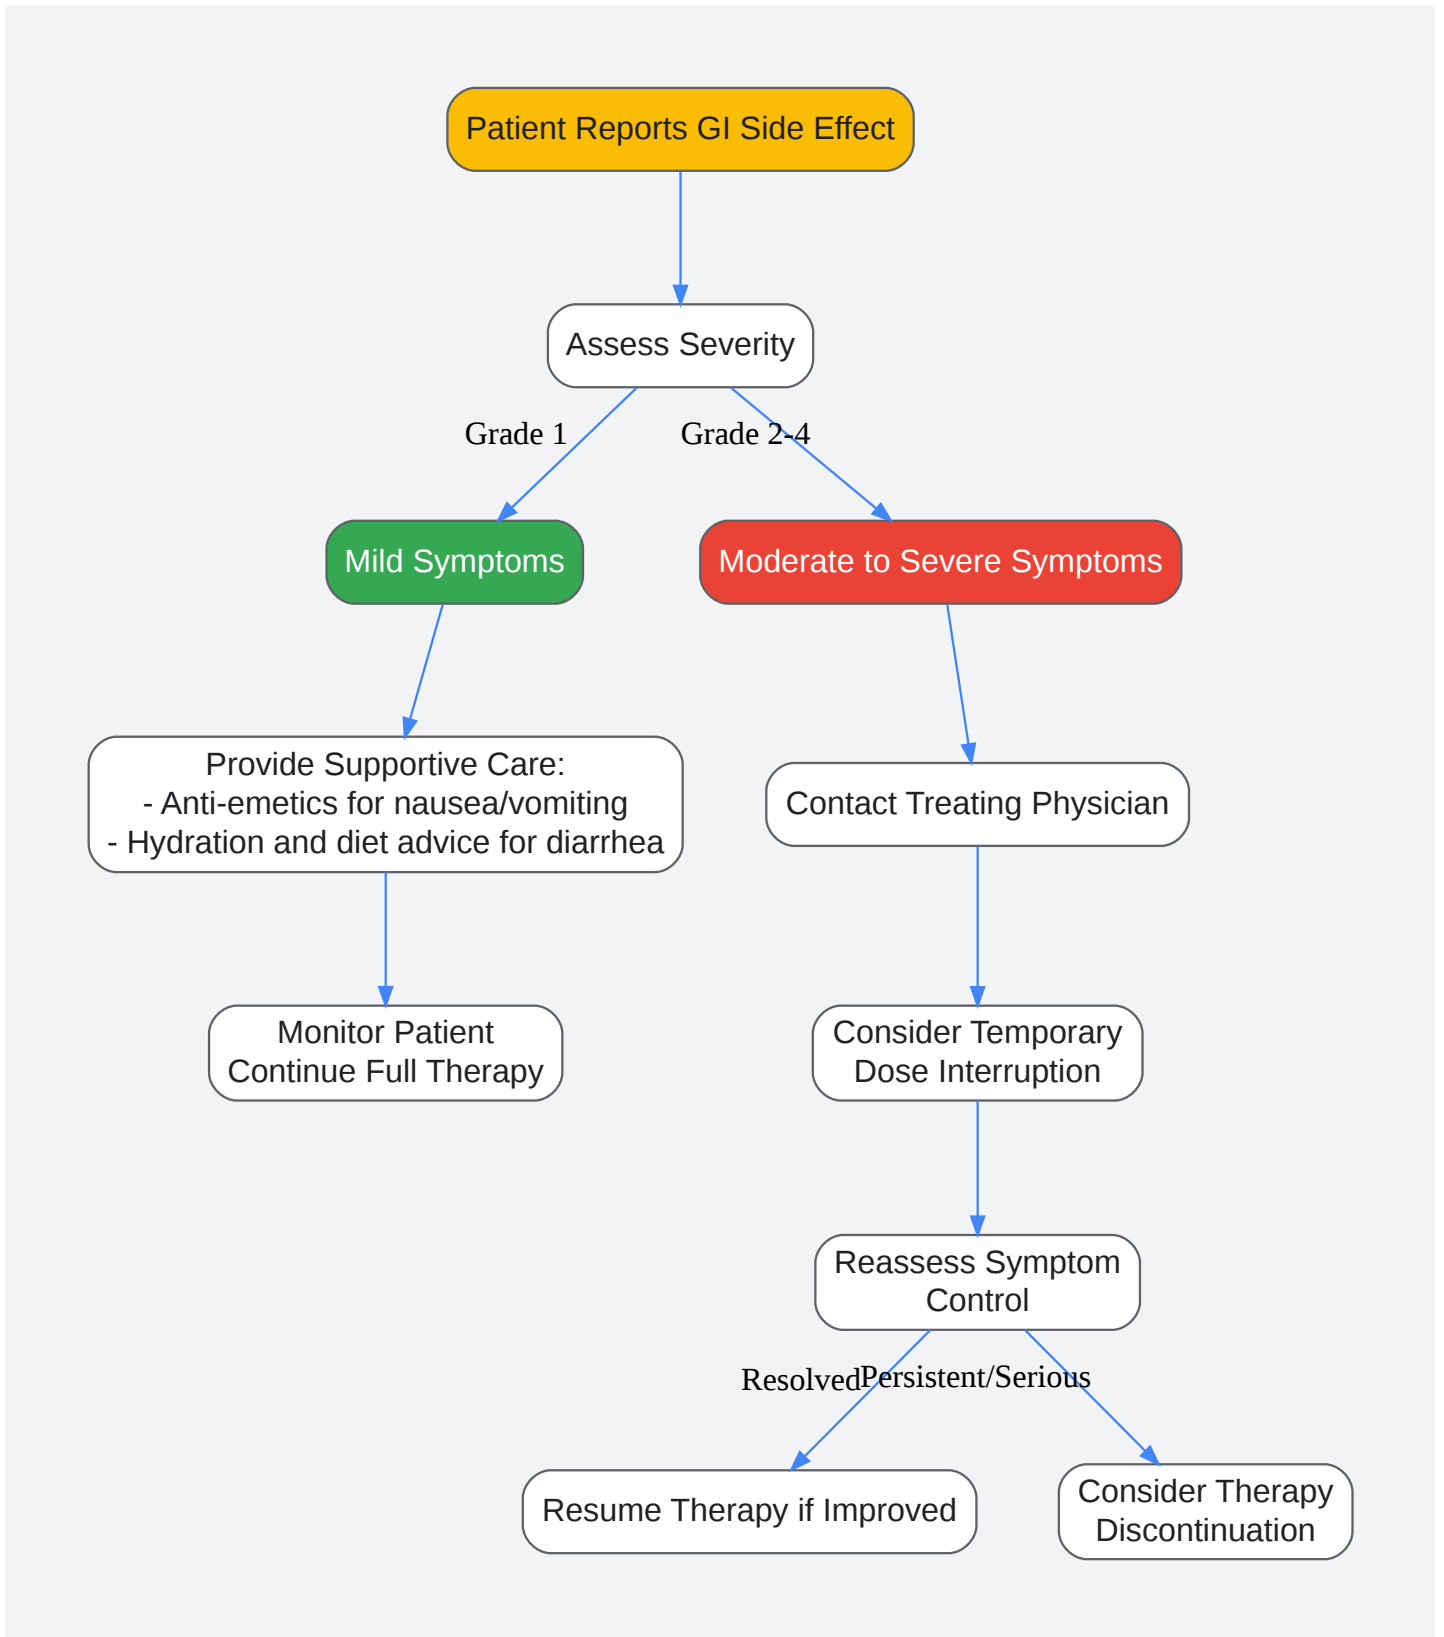 Patient Reports GI Side Effect
Assess Severity
Grade 1
Grade 2-4
Mild Symptoms
Moderate to Severe Symptoms
Provide Supportive Care:
- Anti-emetics for nausea/vomiting
- Hydration and diet advice for diarrhea
Contact Treating Physician
Monitor Patient
Continue Full Therapy
Consider Temporary
Dose Interruption
Reassess Symptom
Control
Resolved
Persistent/Serious
Resume Therapy if Improved
Consider Therapy
Discontinuation